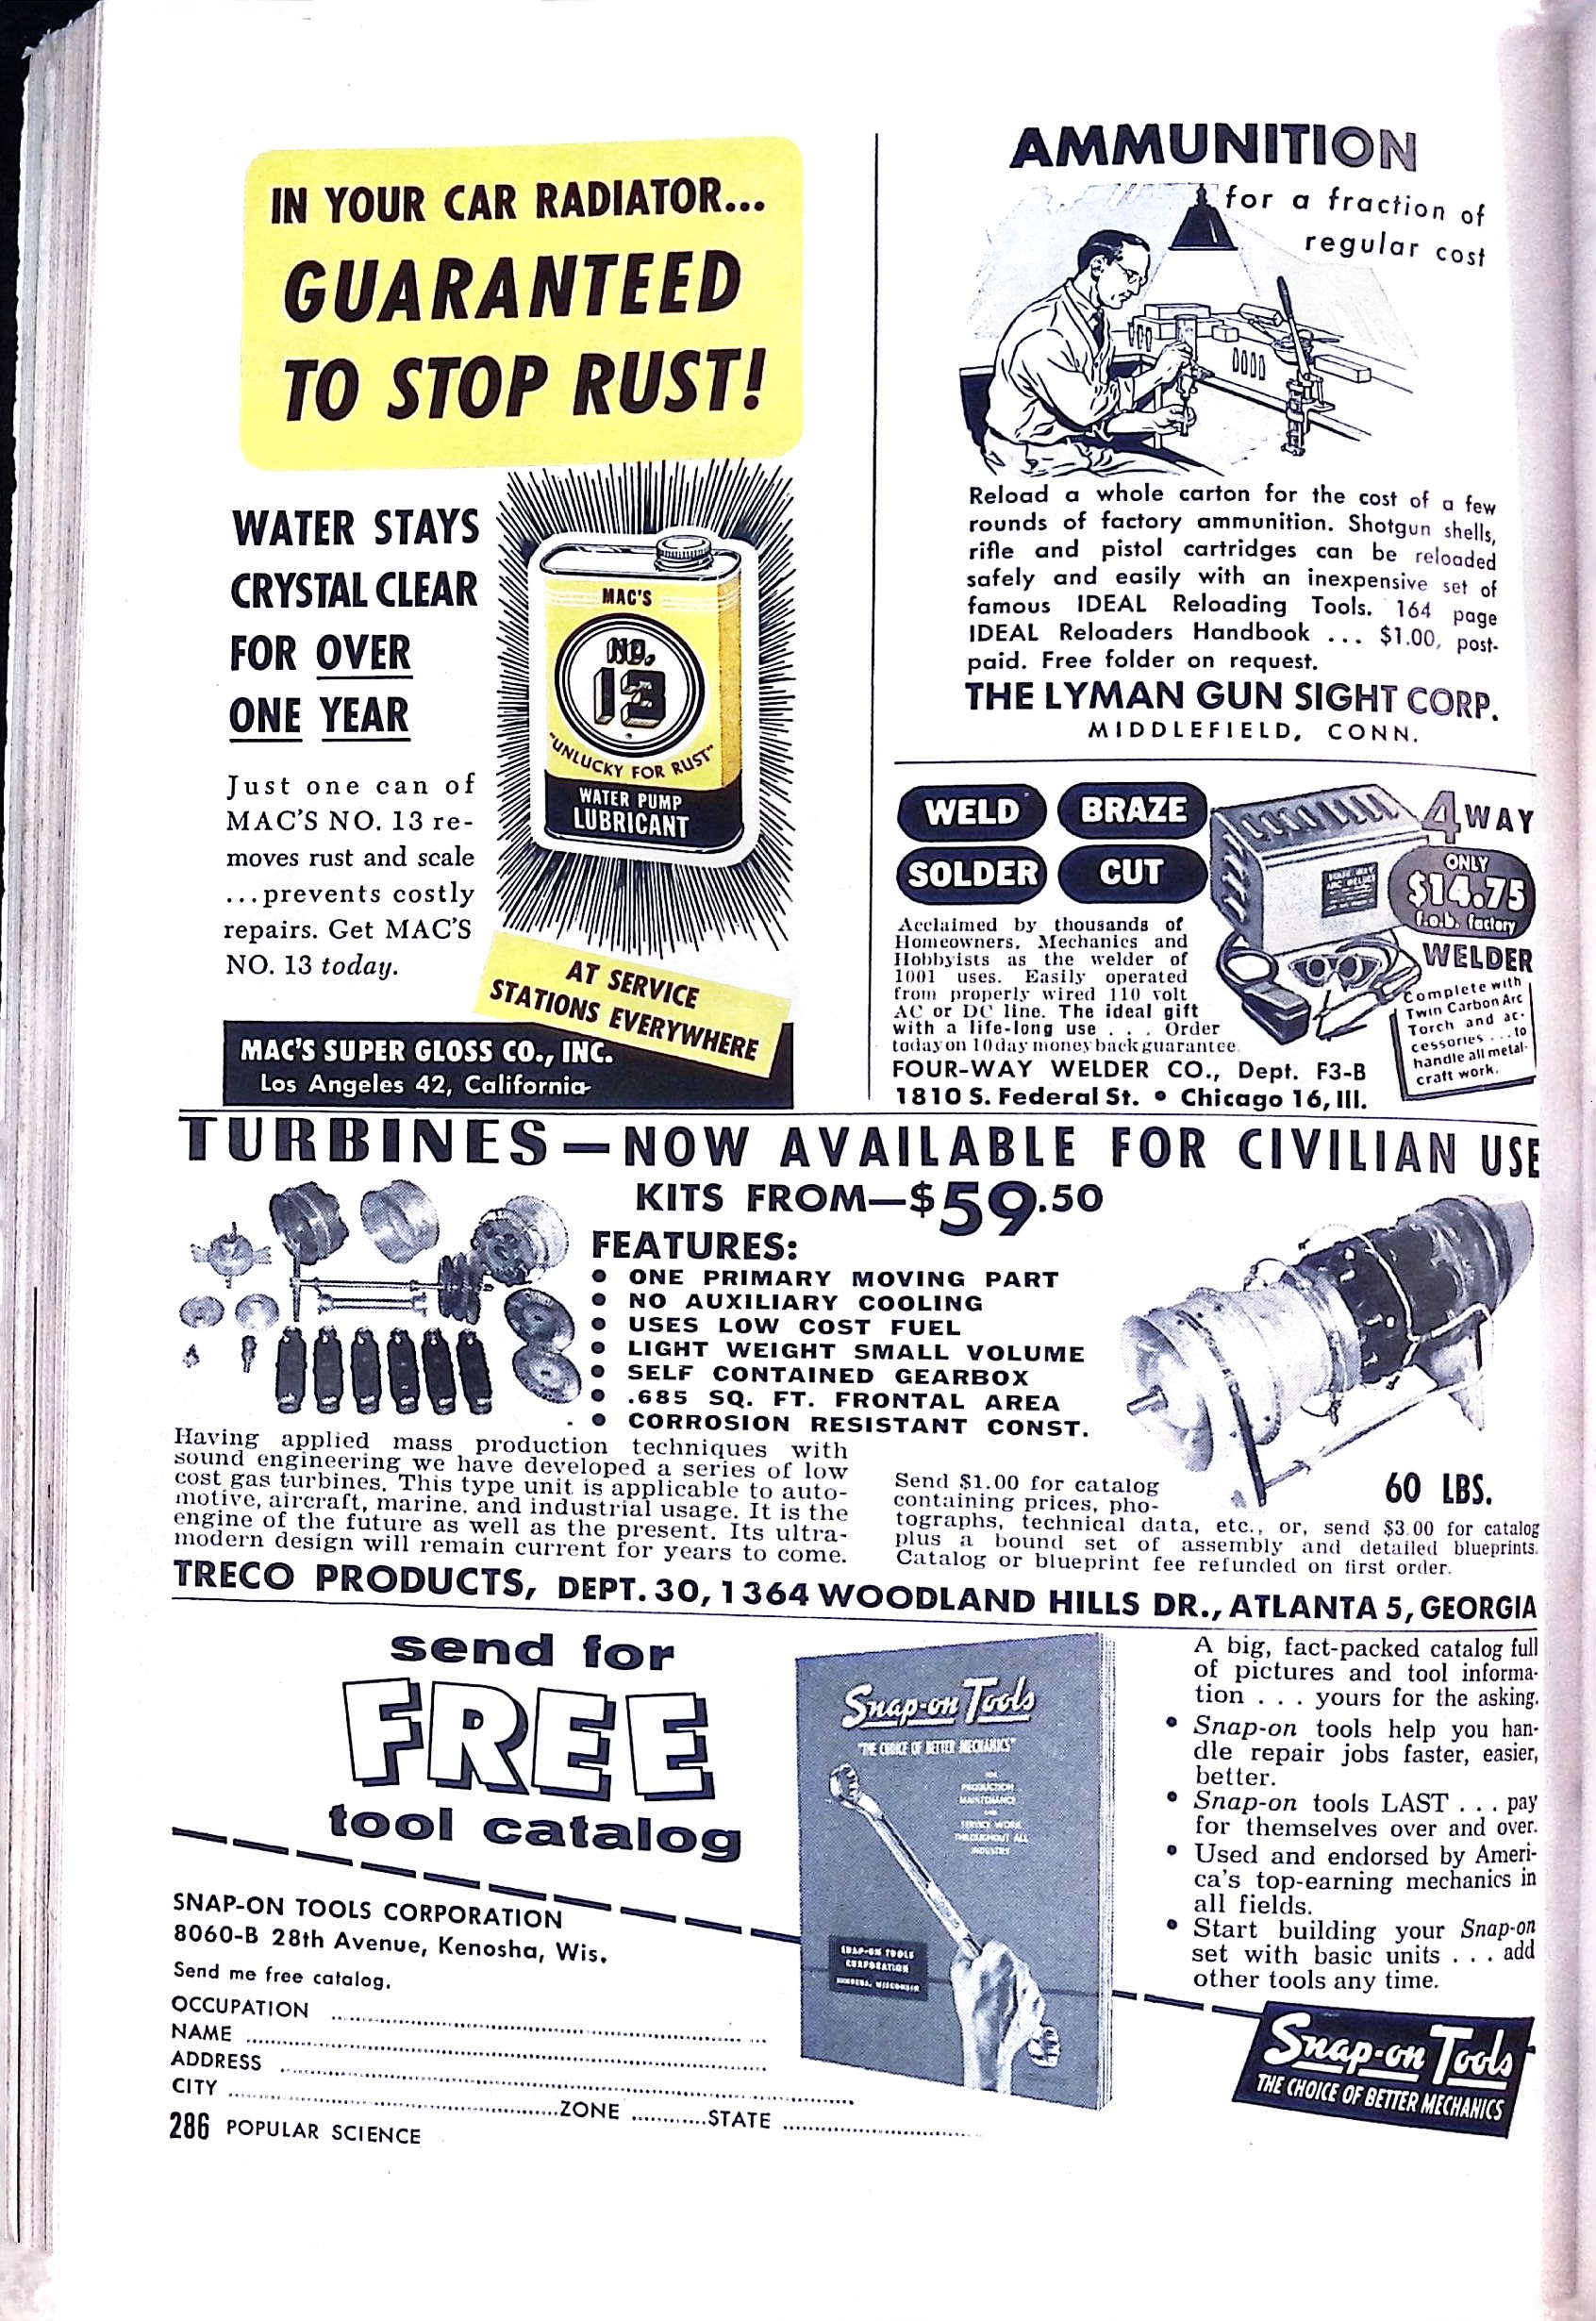 IN YOUR CAR RADIATOR...
GUARANTEED
TO STOP RUST!
WATER STAYS
CRYSTAL CLEAR
FOR OVER
ONE YEAR
MAC'S
NO.
13
"UNLUCKY FOR RUST"
WATER PUMP
LUBRICANT
Just one can of
MAC'S NO. 13 re-
moves rust and scale
...prevents costly
repairs. Get MAC'S
NO. 13 today.
AT SERVICE
STATIONS EVERYWHERE
MAC'S SUPER GLOSS CO., INC.
Los Angeles 42, California
AMMUNITION
for a fraction of
regular cost
Reload a whole carton for the cost of a few
rounds of factory ammunition. Shotgun shells,
rifle and pistol cartridges can be reloaded
safely and easily with an inexpensive set of
famous IDEAL Reloading Tools. 164 page
IDEAL Reloaders Handbook ... $1.00, post-
paid. Free folder on request.
THE LYMAN GUN SIGHT CORP.
MIDDLEFIELD, CONN.
WELD BRAZE
SOLDER CUT
4 WAY
ONLY
$14.75
f.o.b. factory
WELDER
Acclaimed by thousands of
Homeowners, Mechanics and
Hobbyists as the welder of
1001 uses. Easily operated
from properly wired 110 volt
AC or DC line. The ideal gift
with a life-long use . . . Order
today on 10 day money back guarantee.
Complete with
Twin Carbon Arc
Torch and ac-
cessories ... to
handle all metal-
craft work.
FOUR-WAY WELDER CO., Dept. F3-B
1810 S. Federal St. • Chicago 16, Ill.
TURBINES—NOW AVAILABLE FOR CIVILIAN USE
KITS FROM—$59.50
FEATURES:
• ONE PRIMARY MOVING PART
• NO AUXILIARY COOLING
• USES LOW COST FUEL
• LIGHT WEIGHT SMALL VOLUME
• SELF CONTAINED GEARBOX
• .685 SQ. FT. FRONTAL AREA
• CORROSION RESISTANT CONST.
Having applied mass production techniques with
sound engineering we have developed a series of low
cost gas turbines. This type unit is applicable to auto-
motive, aircraft, marine, and industrial usage. It is the
engine of the future as well as the present. Its ultra-
modern design will remain current for years to come.
60 LBS.
Send $1.00 for catalog
containing prices, pho-
tographs, technical data, etc., or, send $3.00 for catalog
plus a bound set of assembly and detailed blueprints.
Catalog or blueprint fee refunded on first order.
TRECO PRODUCTS, DEPT. 30, 1364 WOODLAND HILLS DR., ATLANTA 5, GEORGIA
send for
FREE
tool catalog
SNAP-ON TOOLS CORPORATION
8060-B 28th Avenue, Kenosha, Wis.
Send me free catalog.
OCCUPATION
NAME
ADDRESS
CITY ZONE STATE
Snap-on Tools
"THE CHOICE OF BETTER MECHANICS"
FOR
PRODUCTION
MAINTENANCE
AND
SERVICE WORK
THROUGHOUT ALL
INDUSTRY
SNAP-ON TOOLS
CORPORATION
KENOSHA, WISCONSIN
A big, fact-packed catalog full
of pictures and tool informa-
tion . . . yours for the asking.
• Snap-on tools help you han-
dle repair jobs faster, easier,
better.
• Snap-on tools LAST . . . pay
for themselves over and over.
• Used and endorsed by Ameri-
ca's top-earning mechanics in
all fields.
• Start building your Snap-on
set with basic units . . . add
other tools any time.
Snap-on Tools
THE CHOICE OF BETTER MECHANICS
286 POPULAR SCIENCE